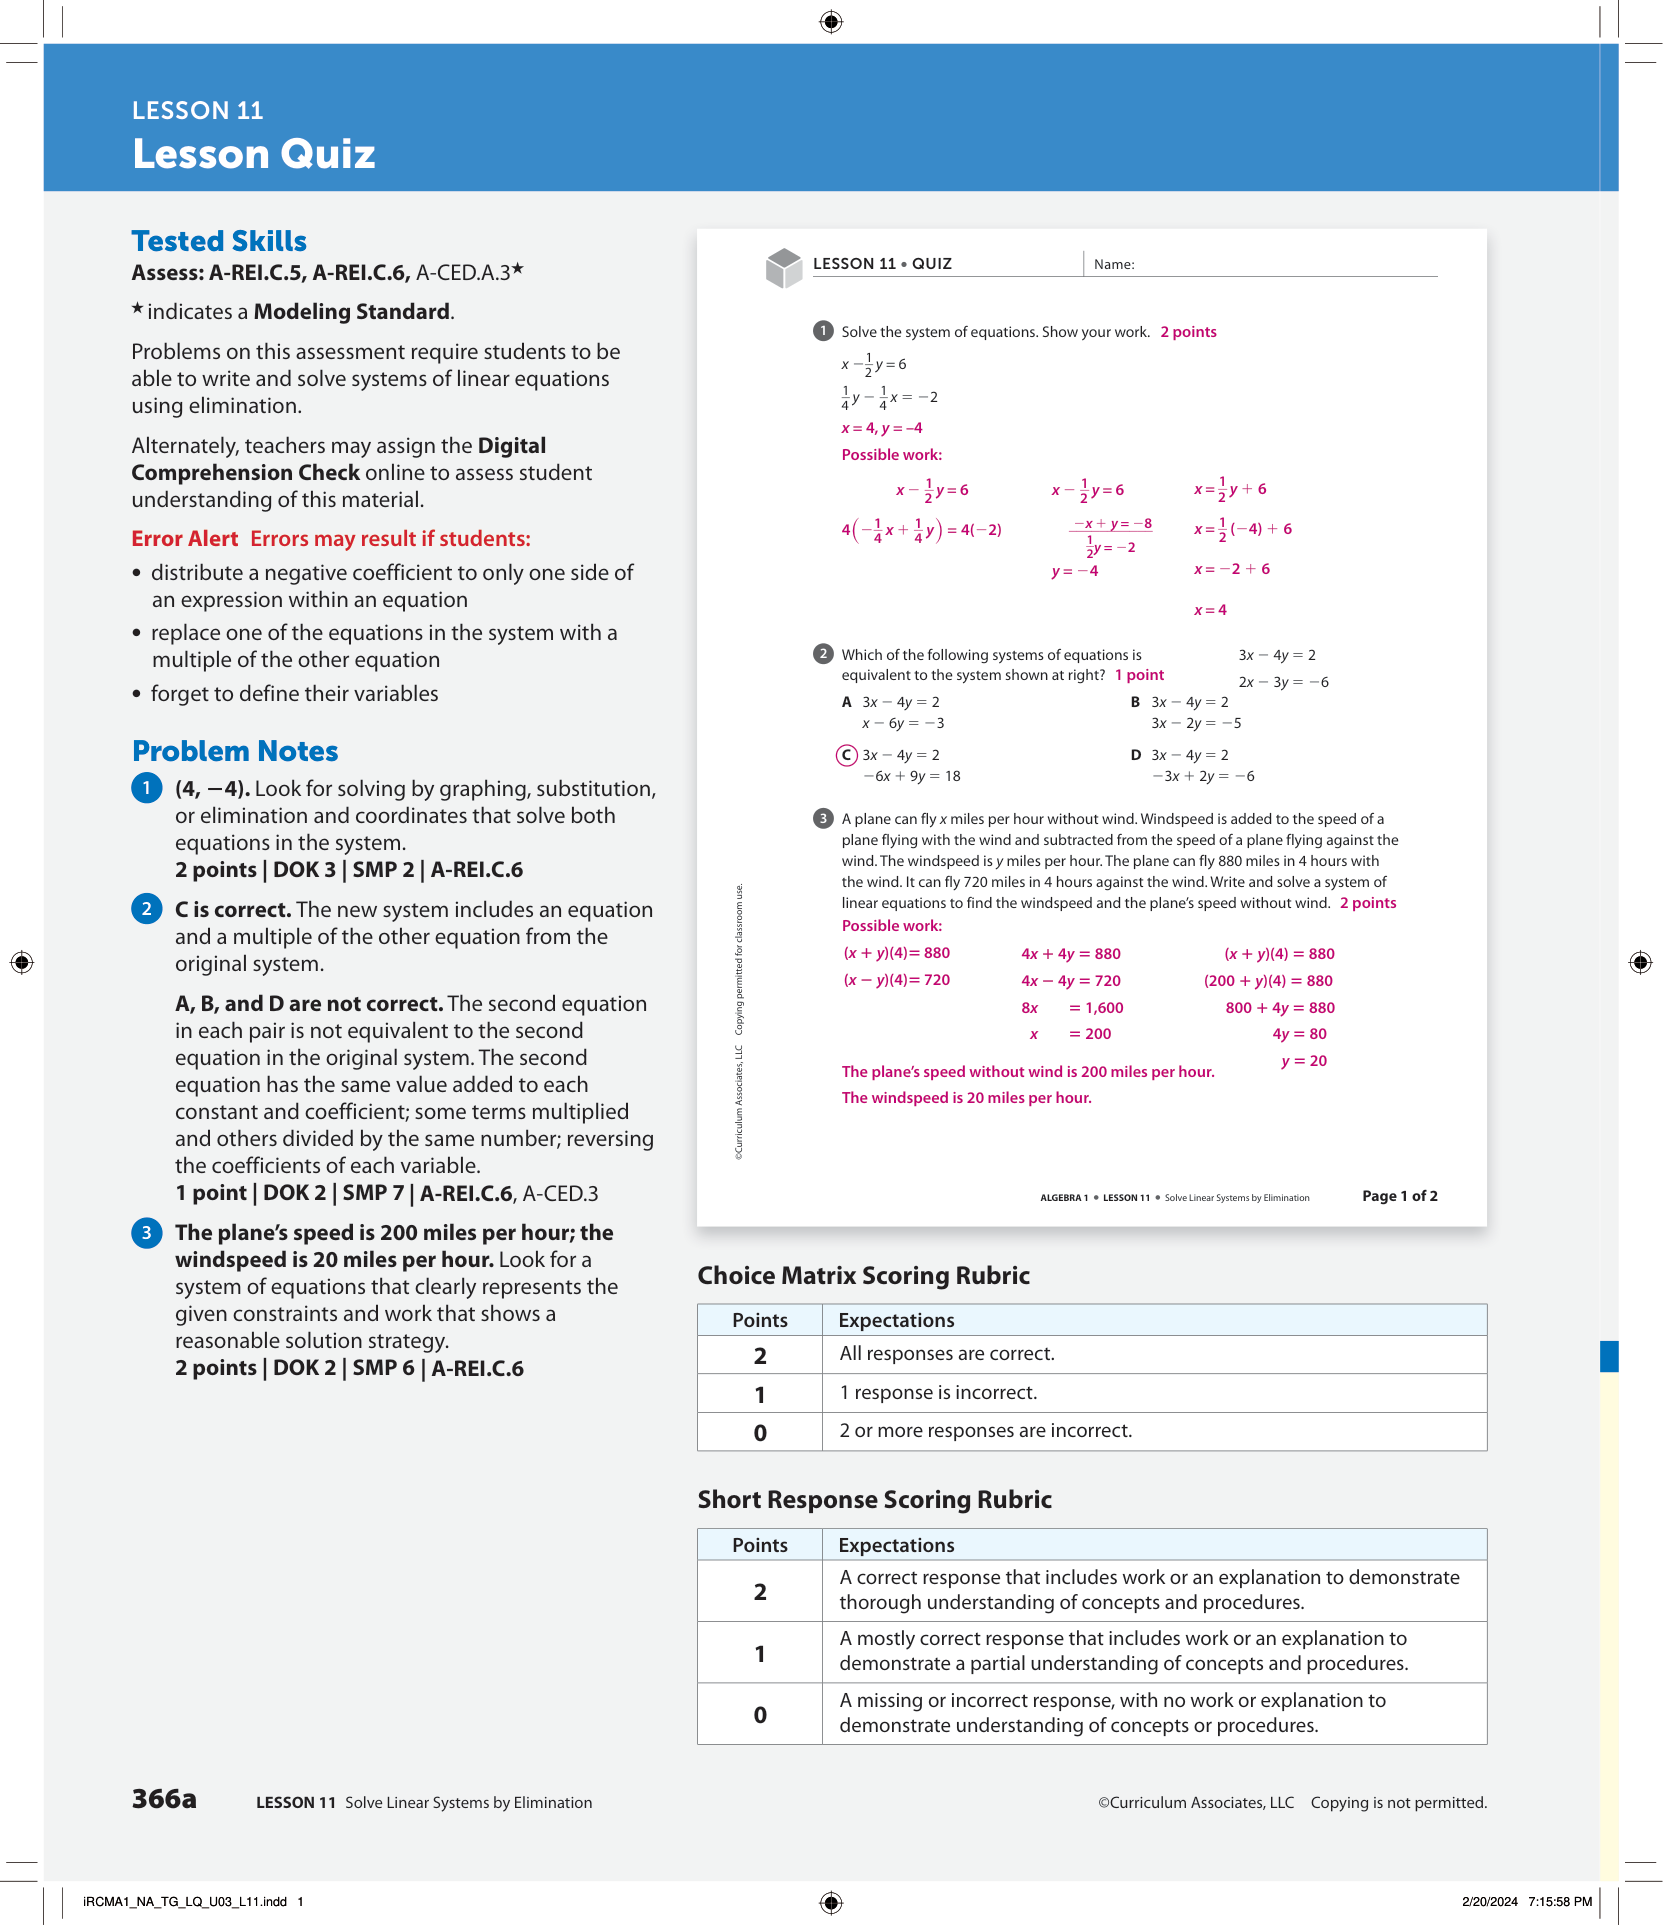 LESSON 11
Lesson Quiz
Tested Skills
Assess: A-REI.C.5, A-REI.C.6, A-CED.A.3★
★ indicates a Modeling Standard.
Problems on this assessment require students to be
able to write and solve systems of linear equations
using elimination.
Alternately, teachers may assign the Digital
Comprehension Check online to assess student
understanding of this material.
Error Alert Errors may result if students:
• distribute a negative coefficient to only one side of
an expression within an equation
• replace one of the equations in the system with a
multiple of the other equation
• forget to define their variables
Problem Notes
1 (4, −4). Look for solving by graphing, substitution,
or elimination and coordinates that solve both
equations in the system.
2 points | DOK 3 | SMP 2 | A-REI.C.6
2 C is correct. The new system includes an equation
and a multiple of the other equation from the
original system.
A, B, and D are not correct. The second equation
in each pair is not equivalent to the second
equation in the original system. The second
equation has the same value added to each
constant and coefficient; some terms multiplied
and others divided by the same number; reversing
the coefficients of each variable.
1 point | DOK 2 | SMP 7 | A-REI.C.6, A-CED.3
3 The plane's speed is 200 miles per hour; the
windspeed is 20 miles per hour. Look for a
system of equations that clearly represents the
given constraints and work that shows a
reasonable solution strategy.
2 points | DOK 2 | SMP 6 | A-REI.C.6
LESSON 11 • QUIZ Name:
1 Solve the system of equations. Show your work. 2 points
x − 1/2 y = 6
1/4 y − 1/4 x = −2
x = 4, y = –4
Possible work:
x − 1/2 y = 6
4(−1/4 x + 1/4 y) = 4(−2)
x − 1/2 y = 6
−x + y = −8
1/2 y = −2
y = −4
x = 1/2 y + 6
x = 1/2 (−4) + 6
x = −2 + 6
x = 4
2 Which of the following systems of equations is
equivalent to the system shown at right? 1 point
3x − 4y = 2
2x − 3y = −6
A 3x − 4y = 2
x − 6y = −3
B 3x − 4y = 2
3x − 2y = −5
C 3x − 4y = 2
−6x + 9y = 18
D 3x − 4y = 2
−3x + 2y = −6
3 A plane can fly x miles per hour without wind. Windspeed is added to the speed of a
plane flying with the wind and subtracted from the speed of a plane flying against the
wind. The windspeed is y miles per hour. The plane can fly 880 miles in 4 hours with
the wind. It can fly 720 miles in 4 hours against the wind. Write and solve a system of
linear equations to find the windspeed and the plane's speed without wind. 2 points
Possible work:
(x + y)(4)= 880
(x − y)(4)= 720
4x + 4y = 880
4x − 4y = 720
8x = 1,600
x = 200
(x + y)(4) = 880
(200 + y)(4) = 880
800 + 4y = 880
4y = 80
y = 20
The plane's speed without wind is 200 miles per hour.
The windspeed is 20 miles per hour.
©Curriculum Associates, LLC Copying permitted for classroom use.
ALGEBRA 1 • LESSON 11 • Solve Linear Systems by Elimination Page 1 of 2
Choice Matrix Scoring Rubric
Points Expectations
2 All responses are correct.
1 1 response is incorrect.
0 2 or more responses are incorrect.
Short Response Scoring Rubric
Points Expectations
2 A correct response that includes work or an explanation to demonstrate
thorough understanding of concepts and procedures.
1 A mostly correct response that includes work or an explanation to
demonstrate a partial understanding of concepts and procedures.
0 A missing or incorrect response, with no work or explanation to
demonstrate understanding of concepts or procedures.
366a LESSON 11 Solve Linear Systems by Elimination ©Curriculum Associates, LLC Copying is not permitted.
iRCMA1_NA_TG_LQ_U03_L11.indd 1 2/20/2024 7:15:58 PM